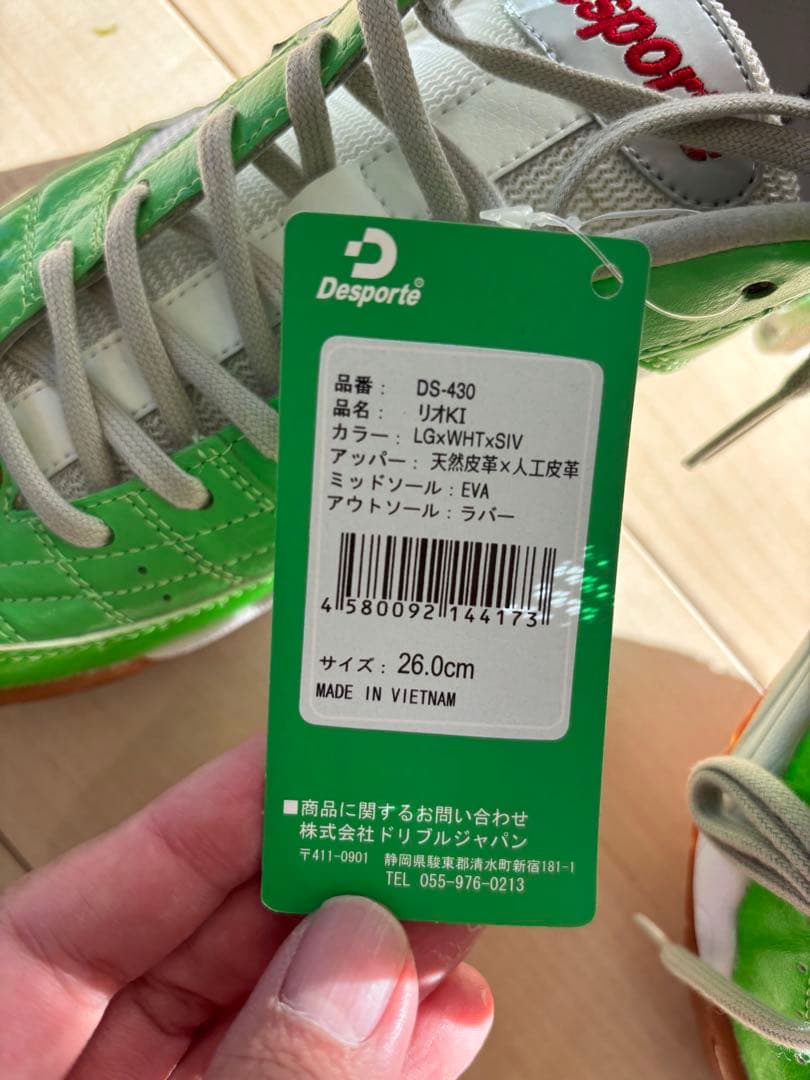 sport
Desporte®
品番： DS-430
品名： リオKI
カラー：LG×WHT×SIV
アッパー：天然皮革×人工皮革
ミッドソール：EVA
アウトソール：ラバー
4 580092 144173
サイズ：26.0cm
MADE IN VIETNAM
■商品に関するお問い合わせ
株式会社ドリブルジャパン
〒411-0901 静岡県駿東郡清水町新宿181-1
TEL 055-976-0213